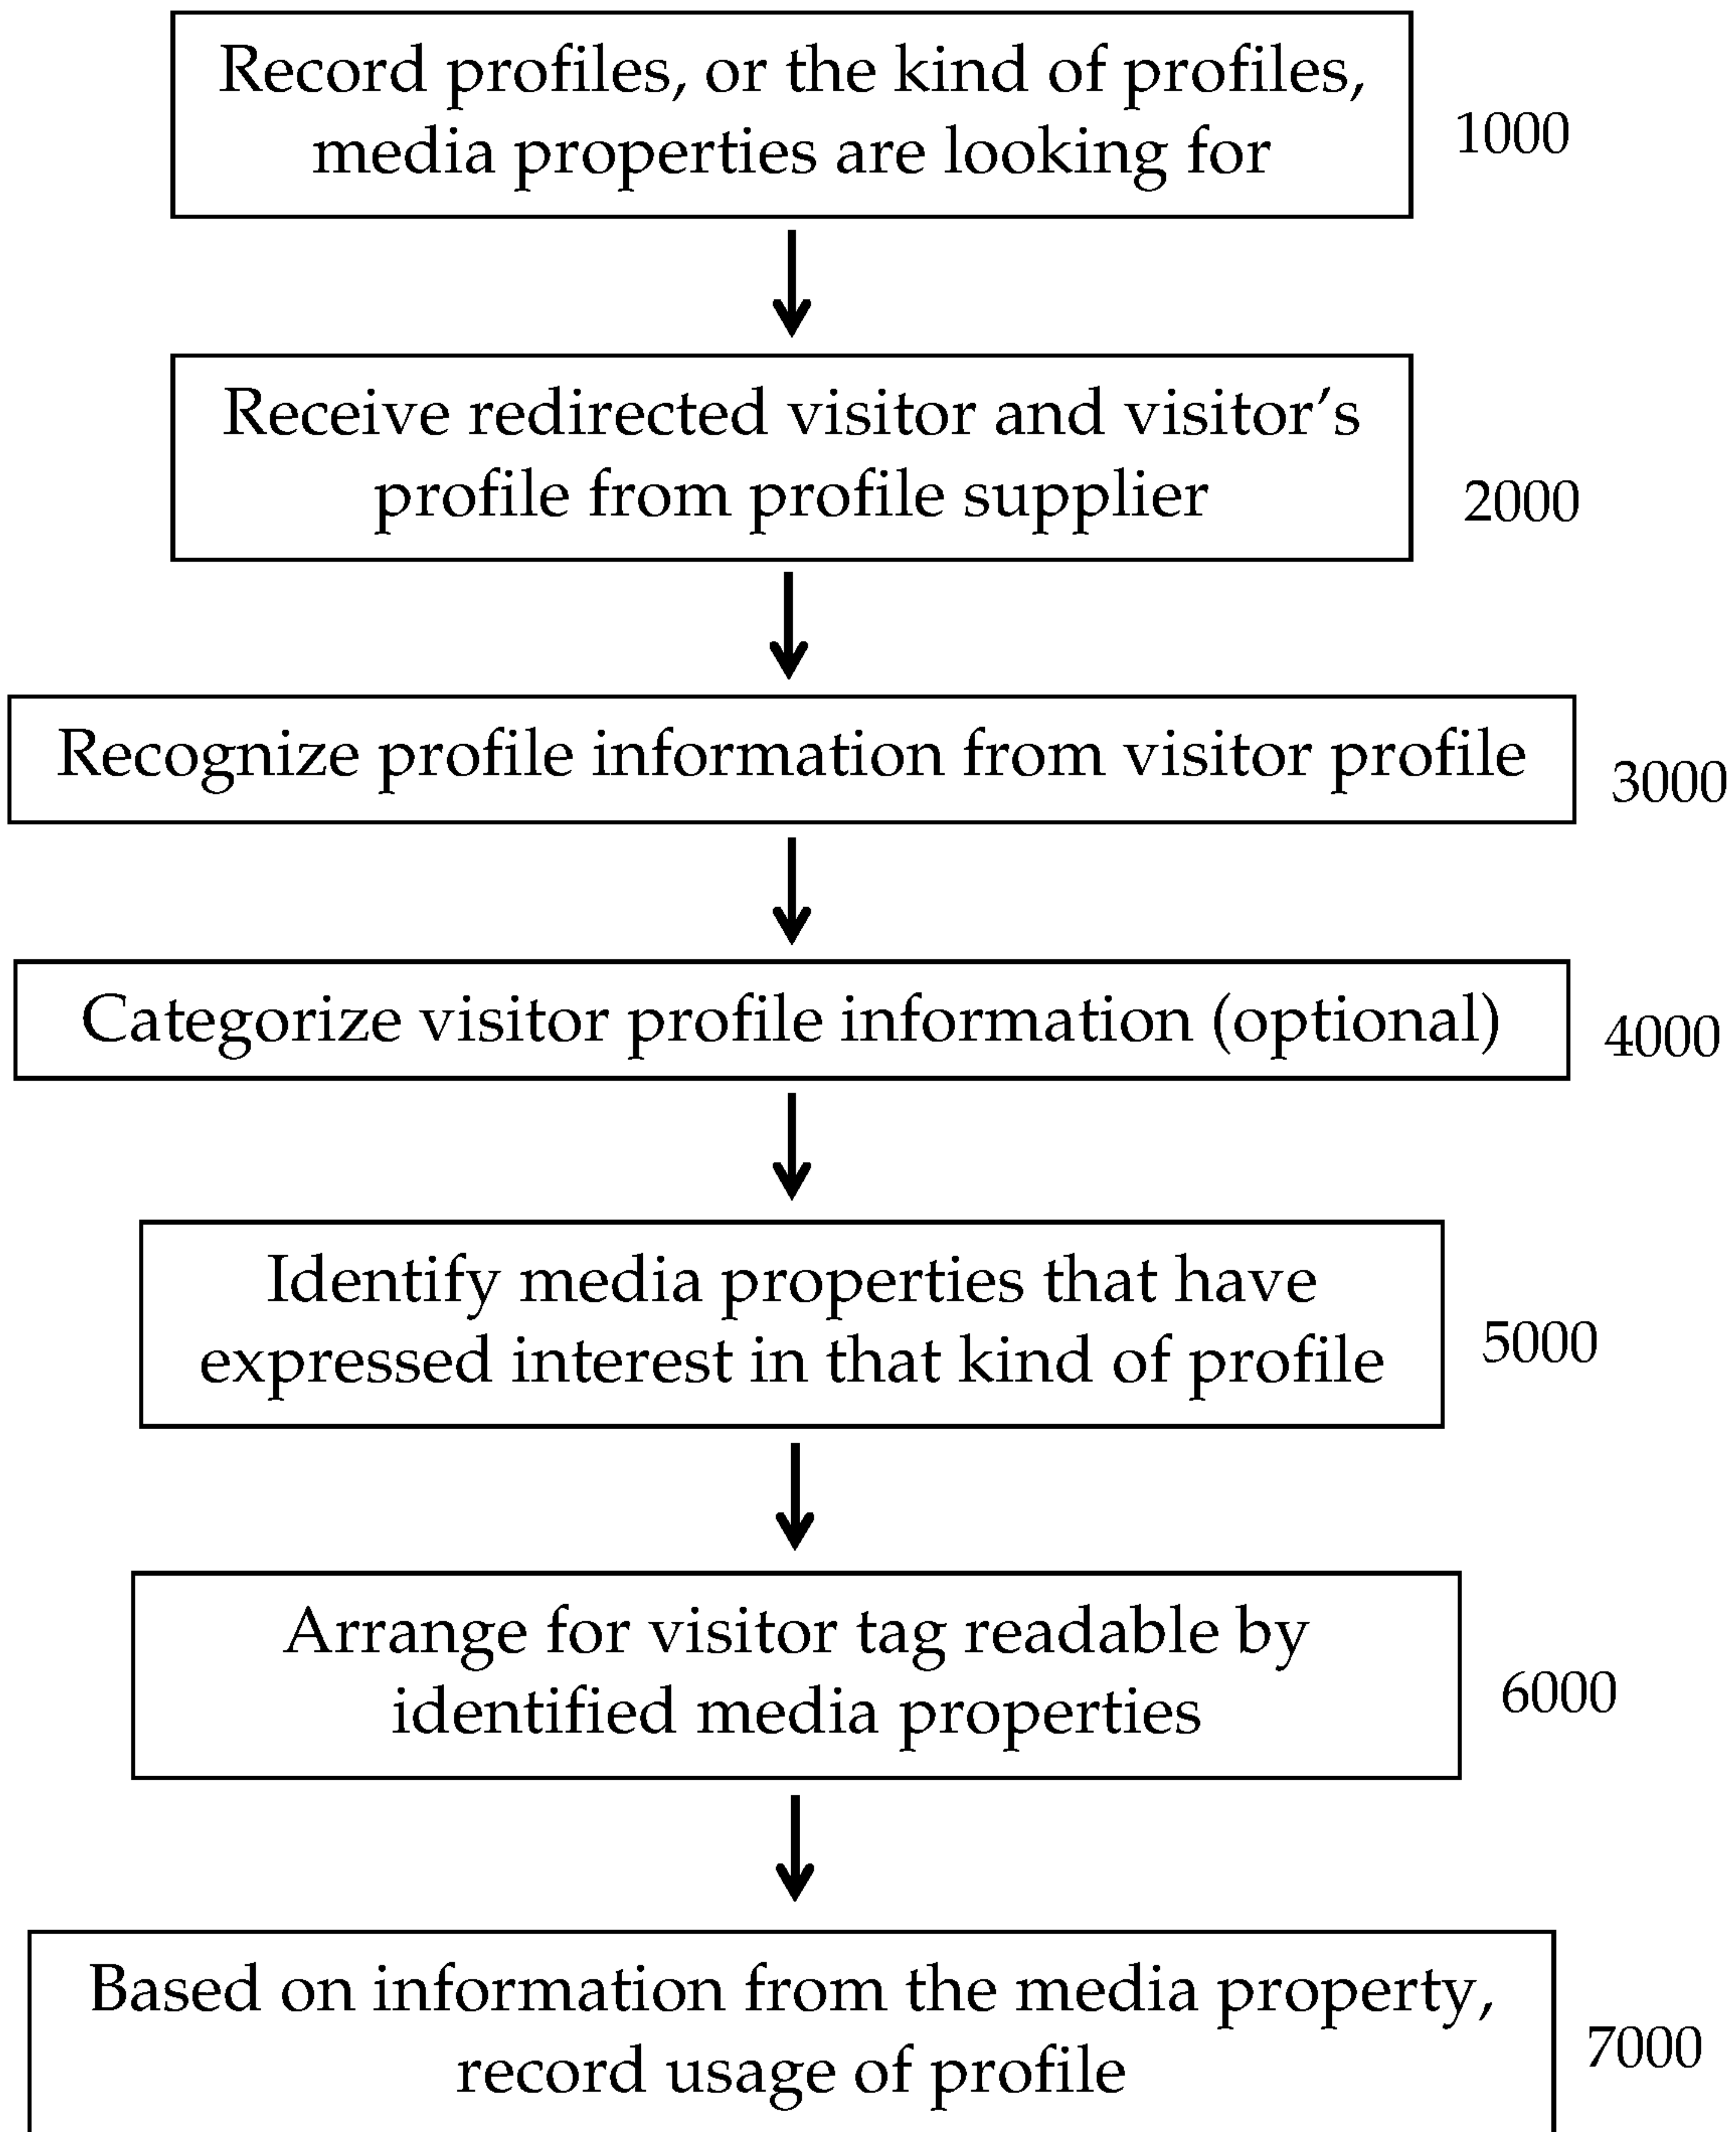 Record profiles, or the kind of profiles,
media properties are looking for
1000
Receive redirected visitor and visitor’s
profile from profile supplier
2000
Recognize profile information from visitor profile
3000
Categorize visitor profile information (optional)
4000
Identify media properties that have
expressed interest in that kind of profile
5000
Arrange for visitor tag readable by
identified media properties
6000
Based on information from the media property,
record usage of profile
7000